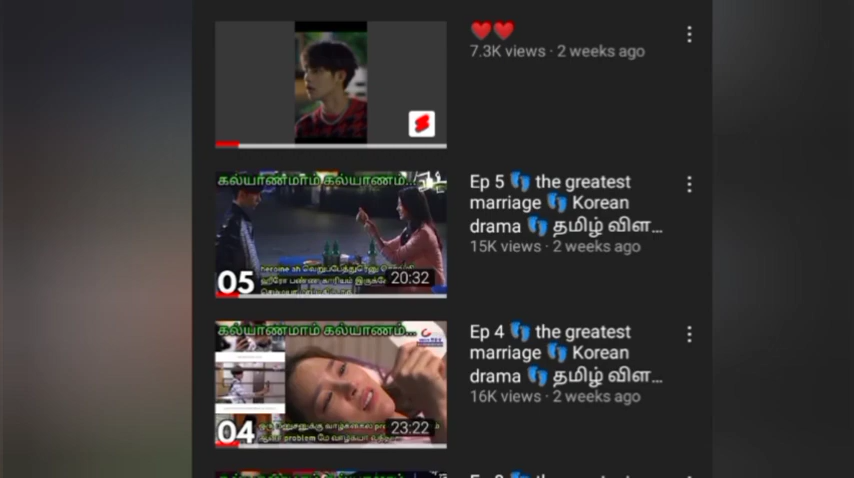 ❤️❤️
7.3K views · 2 weeks ago
கல்யாணமாம் கல்யாணம்...
05
20:32
Ep 5 👣 the greatest
marriage 👣 Korean
drama 👣 தமிழ் விள...
15K views · 2 weeks ago
கல்யாணமாம் கல்யாணம்...
04
23:22
Ep 4 👣 the greatest
marriage 👣 Korean
drama 👣 தமிழ் விள...
16K views · 2 weeks ago